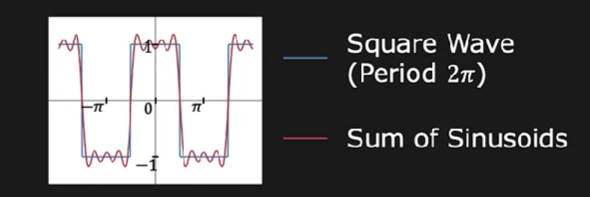 1
-π
0
π
-1
Square Wave
(Period 2π)
Sum of Sinusoids